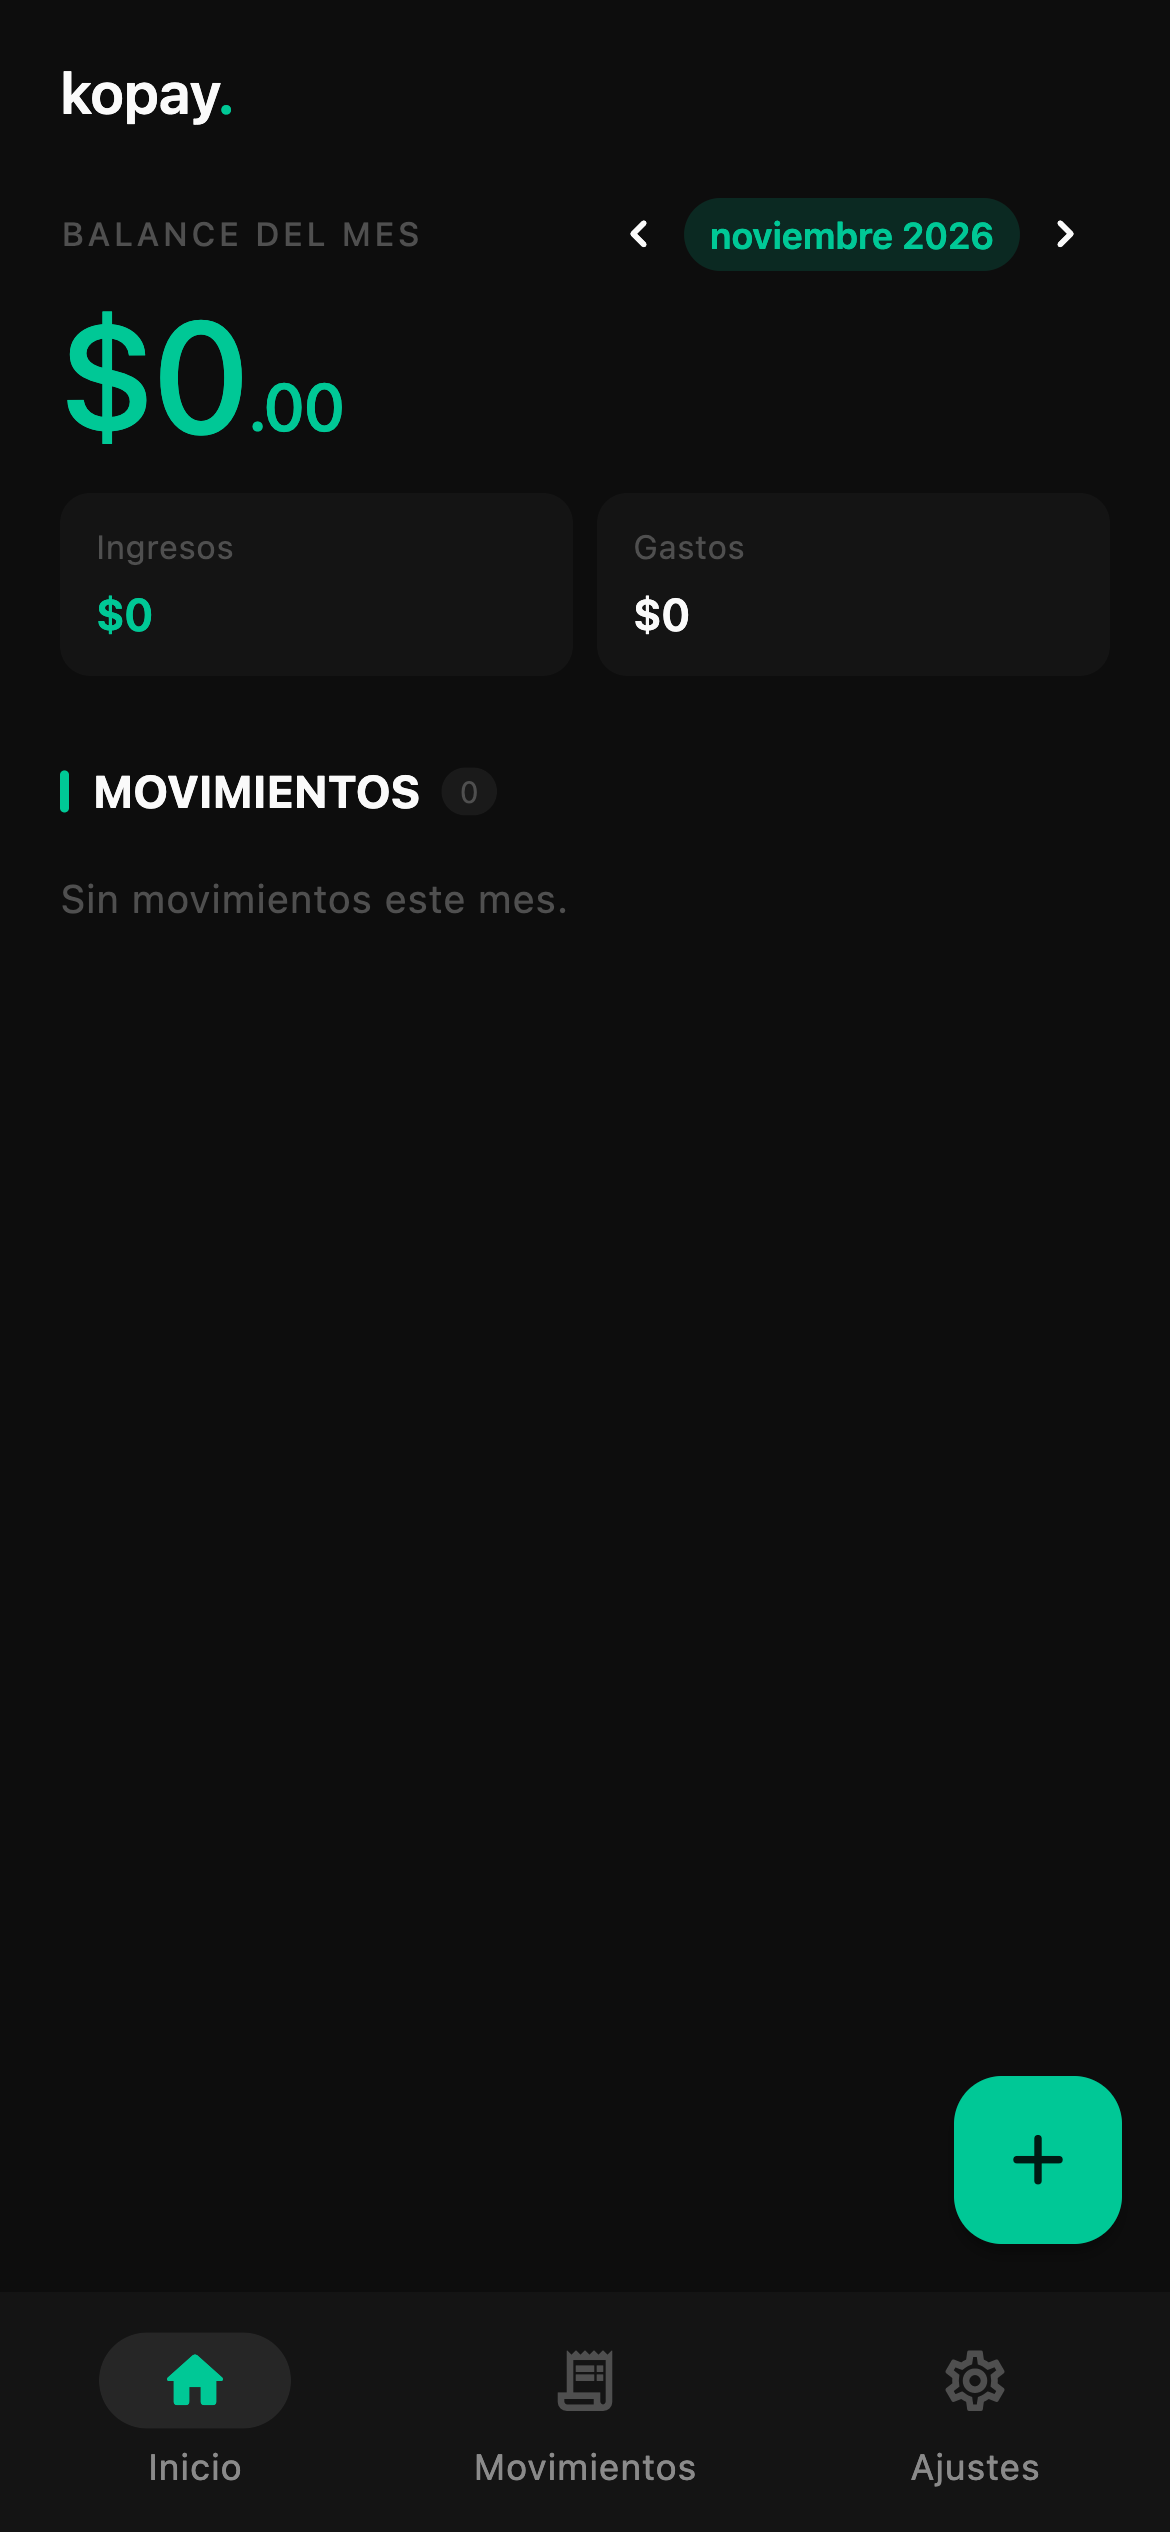 kopay.
BALANCE DEL MES
noviembre 2026
$0.00
Ingresos
$0
Gastos
$0
MOVIMIENTOS 0
Sin movimientos este mes.
Inicio
Movimientos
Ajustes